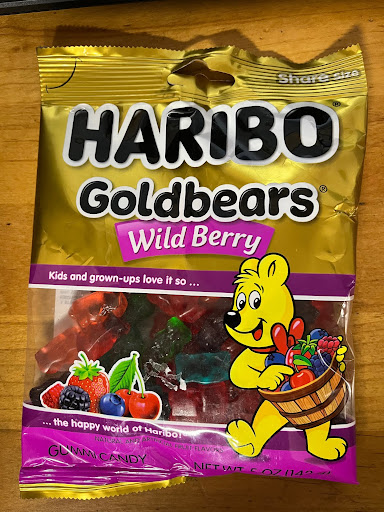 Share Size
HARIBO®
Goldbears®
Wild Berry
Kids and grown-ups love it so ...
... the happy world of Haribo!
GUMMI CANDY
NET WT. 5 OZ (142